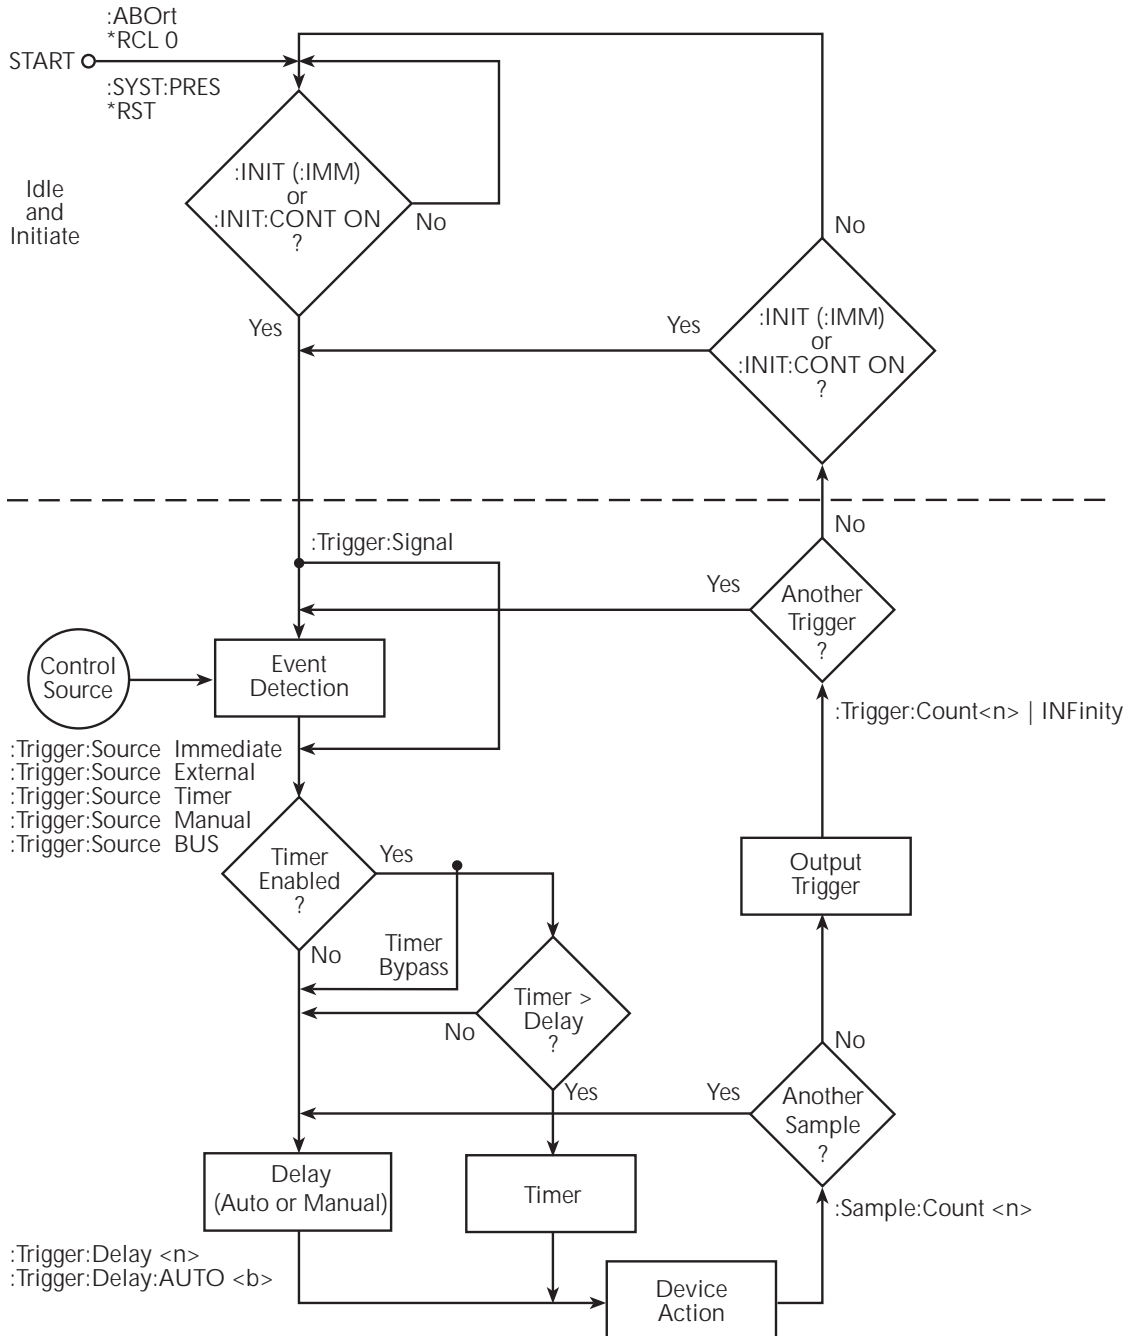 :ABOrt
*RCL 0
START
:SYST:PRES
*RST
Idle
and
Initiate
:INIT (:IMM)
or
:INIT:CONT ON
?
No
Yes
No
:INIT (:IMM)
or
:INIT:CONT ON
?
Yes
No
:Trigger:Signal
Yes
Another
Trigger
?
Control
Source
Event
Detection
:Trigger:Count<n> | INFinity
:Trigger:Source Immediate
:Trigger:Source External
:Trigger:Source Timer
:Trigger:Source Manual
:Trigger:Source BUS
Timer
Enabled
?
Yes
No
Timer
Bypass
Output
Trigger
Timer >
Delay
?
No
Yes
No
Yes
Another
Sample
?
Delay
(Auto or Manual)
Timer
:Sample:Count <n>
:Trigger:Delay <n>
:Trigger:Delay:AUTO <b>
Device
Action